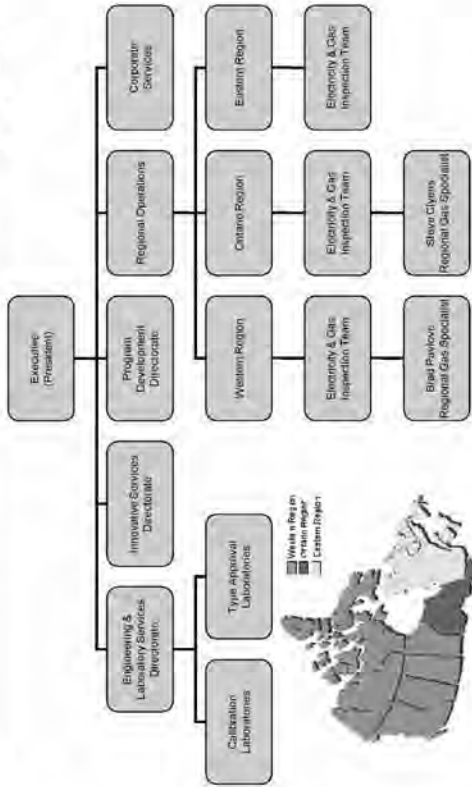 Executive
(President)
Engineering &
Laboratory Services
Directorate
Innovative Services
Directorate
Program
Development
Directorate
Regional Operations
Corporate
Services
Calibration
Laboratories
Type Approval
Laboratories
Western Region
Ontario Region
Eastern Region
Electricity & Gas
Inspection Team
Electricity & Gas
Inspection Team
Electricity & Gas
Inspection Team
Brad Pavlove
Regional Gas Specialist
Steve
Regional Gas Specialist
Western Region
Ontario Region
Eastern Region